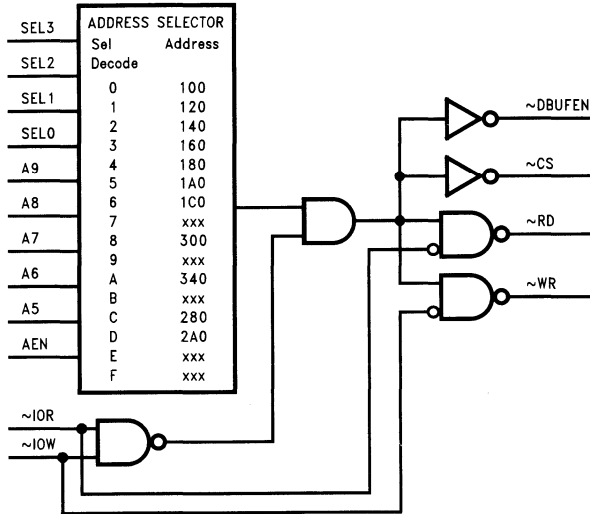 SEL3
SEL2
SEL1
SEL0
A9
A8
A7
A6
A5
AEN
~IOR
~IOW
ADDRESS SELECTOR
Sel Address
Decode
0 100
1 120
2 140
3 160
4 180
5 1A0
6 1C0
7 xxx
8 300
9 xxx
A 340
B xxx
C 280
D 2A0
E xxx
F xxx
~DBUFEN
~CS
~RD
~WR